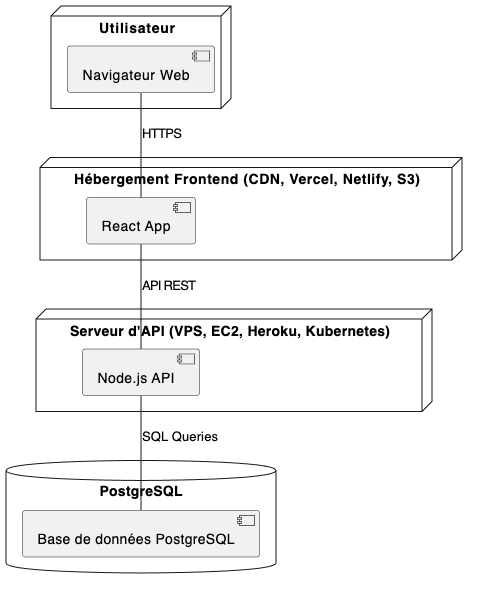 Utilisateur
Navigateur Web
HTTPS
Hébergement Frontend (CDN, Vercel, Netlify, S3)
React App
API REST
Serveur d'API (VPS, EC2, Heroku, Kubernetes)
Node.js API
SQL Queries
PostgreSQL
Base de données PostgreSQL